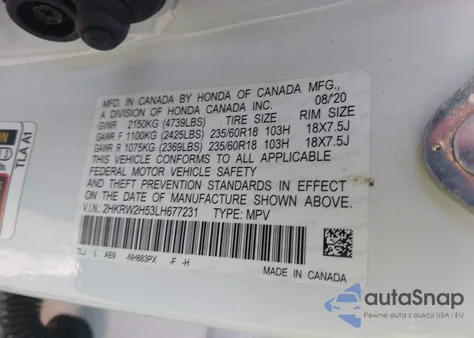 MFD. IN CANADA BY HONDA OF CANADA MFG.,
A DIVISION OF HONDA CANADA INC. 08/20
GVWR 2150KG (4739LBS) TIRE SIZE RIM SIZE
GAWR F 1100KG (2425LBS) 235/60R18 103H 18X7.5J
GAWR R 1075KG (2369LBS) 235/60R18 103H 18X7.5J
THIS VEHICLE CONFORMS TO ALL APPLICABLE
FEDERAL MOTOR VEHICLE SAFETY
AND THEFT PREVENTION STANDARDS IN EFFECT
ON THE DATE OF MANUFACTURE SHOWN ABOVE.
V.I.N.: 2HKRW2H53LH677231 TYPE: MPV
TLJ L AE9 -NH883PX -F -H
MADE IN CANADA
TLA A1
autoSnap
Pewne auta z USA i EU